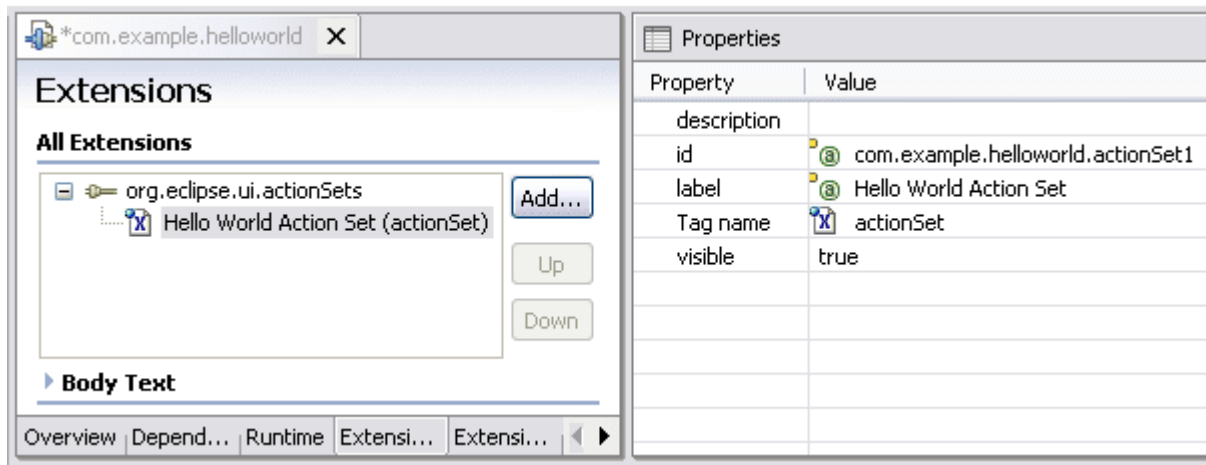 *com.example.helloworld
Extensions
All Extensions
org.eclipse.ui.actionSets
Hello World Action Set (actionSet)
Add...
Up
Down
Body Text
Overview Depend... Runtime Extensi... Extensi...
Properties
Property Value
description
id com.example.helloworld.actionSet1
label Hello World Action Set
Tag name actionSet
visible true